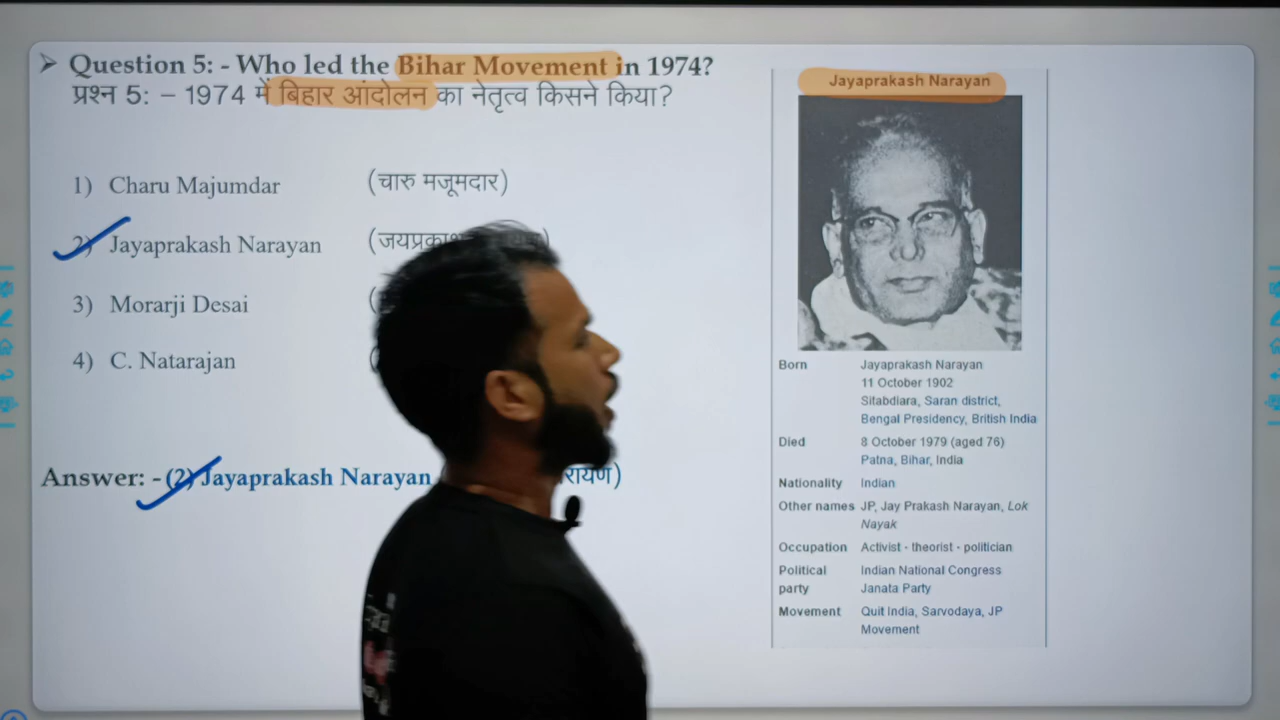 ➤ Question 5: - Who led the Bihar Movement in 1974?
प्रश्न 5: – 1974 में बिहार आंदोलन का नेतृत्व किसने किया?
1) Charu Majumdar (चारु मजूमदार)
2) Jayaprakash Narayan
3) Morarji Desai
4) C. Natarajan
Answer: - (2) Jayaprakash Narayan
Jayaprakash Narayan
Born Jayaprakash Narayan
11 October 1902
Sitabdiara, Saran district,
Bengal Presidency, British India
Died 8 October 1979 (aged 76)
Patna, Bihar, India
Nationality Indian
Other names JP, Jay Prakash Narayan, Lok
Nayak
Occupation Activist · theorist · politician
Political Indian National Congress
party Janata Party
Movement Quit India, Sarvodaya, JP
Movement